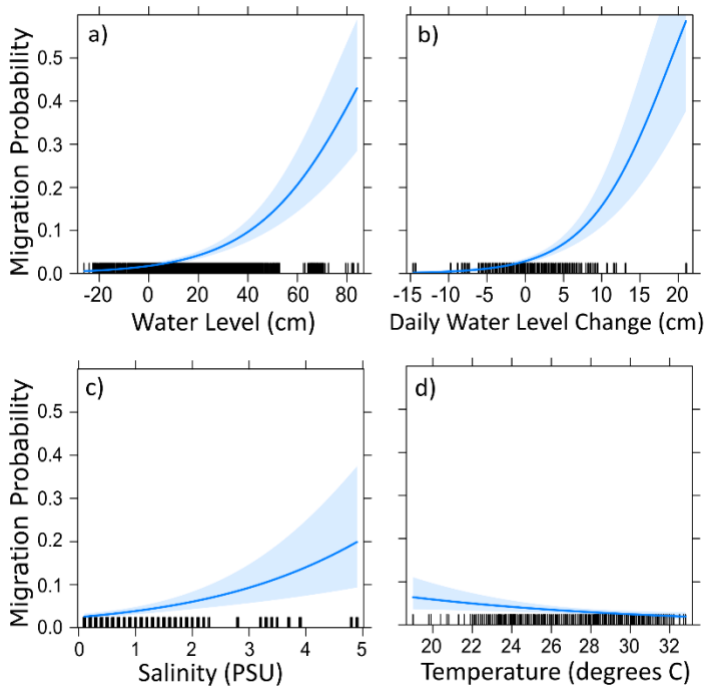 a)
b)
Migration Probability
0.5
0.4
0.3
0.2
0.1
0.0
-20 0 20 40 60 80
-15 -10 -5 0 5 10 15 20
Water Level (cm)
Daily Water Level Change (cm)
c)
d)
Migration Probability
0.5
0.4
0.3
0.2
0.1
0.0
0 1 2 3 4 5
20 22 24 26 28 30 32
Salinity (PSU)
Temperature (degrees C)